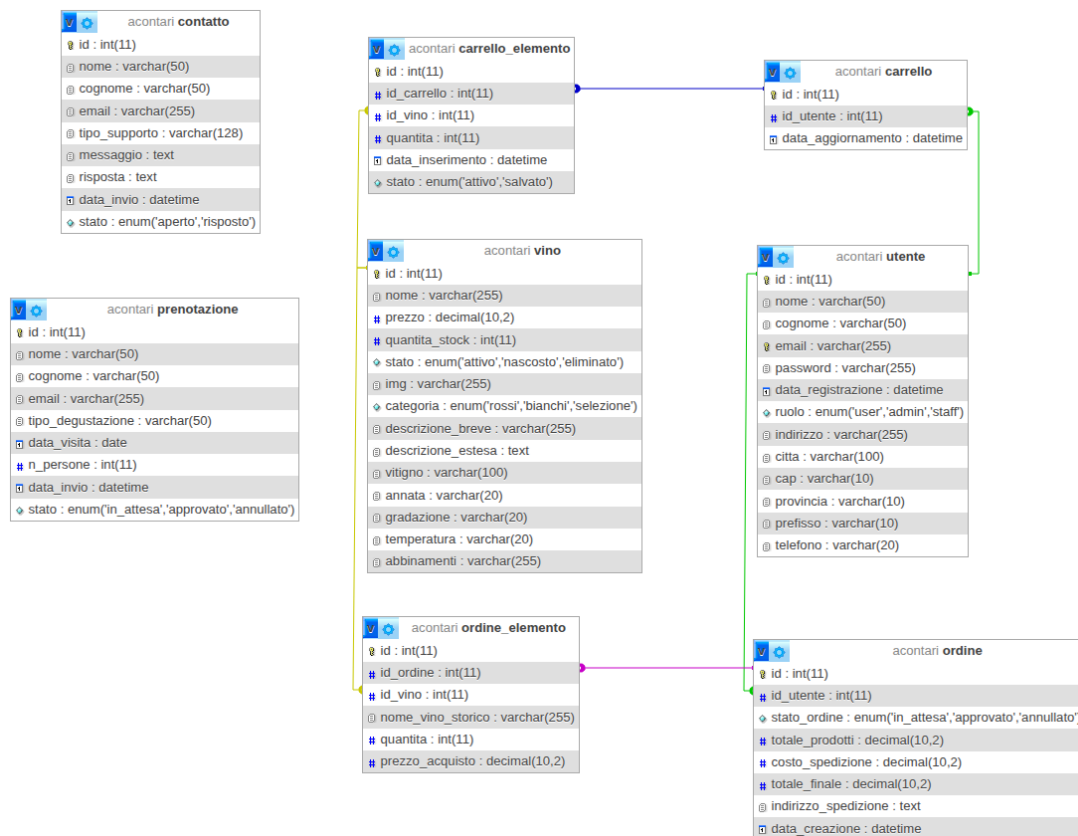 acontari contatto
id : int(11)
nome : varchar(50)
cognome : varchar(50)
email : varchar(255)
tipo_supporto : varchar(128)
messaggio : text
risposta : text
data_invio : datetime
stato : enum('aperto','risposto')
acontari carrello_elemento
id : int(11)
id_carrello : int(11)
id_vino : int(11)
quantita : int(11)
data_inserimento : datetime
stato : enum('attivo','salvato')
acontari carrello
id : int(11)
id_utente : int(11)
data_aggiornamento : datetime
acontari prenotazione
id : int(11)
nome : varchar(50)
cognome : varchar(50)
email : varchar(255)
tipo_degustazione : varchar(50)
data_visita : date
n_persone : int(11)
data_invio : datetime
stato : enum('in_attesa','approvato','annullato')
acontari vino
id : int(11)
nome : varchar(255)
prezzo : decimal(10,2)
quantita_stock : int(11)
stato : enum('attivo','nascosto','eliminato')
img : varchar(255)
categoria : enum('rossi','bianchi','selezione')
descrizione_breve : varchar(255)
descrizione_estesa : text
vitigno : varchar(100)
annata : varchar(20)
gradazione : varchar(20)
temperatura : varchar(20)
abbinamenti : varchar(255)
acontari utente
id : int(11)
nome : varchar(50)
cognome : varchar(50)
email : varchar(255)
password : varchar(255)
data_registrazione : datetime
ruolo : enum('user','admin','staff')
indirizzo : varchar(255)
citta : varchar(100)
cap : varchar(10)
provincia : varchar(10)
prefisso : varchar(10)
telefono : varchar(20)
acontari ordine_elemento
id : int(11)
id_ordine : int(11)
id_vino : int(11)
nome_vino_storico : varchar(255)
quantita : int(11)
prezzo_acquisto : decimal(10,2)
acontari ordine
id : int(11)
id_utente : int(11)
stato_ordine : enum('in_attesa','approvato','annullato'
totale_prodotti : decimal(10,2)
costo_spedizione : decimal(10,2)
totale_finale : decimal(10,2)
indirizzo_spedizione : text
data_creazione : datetime